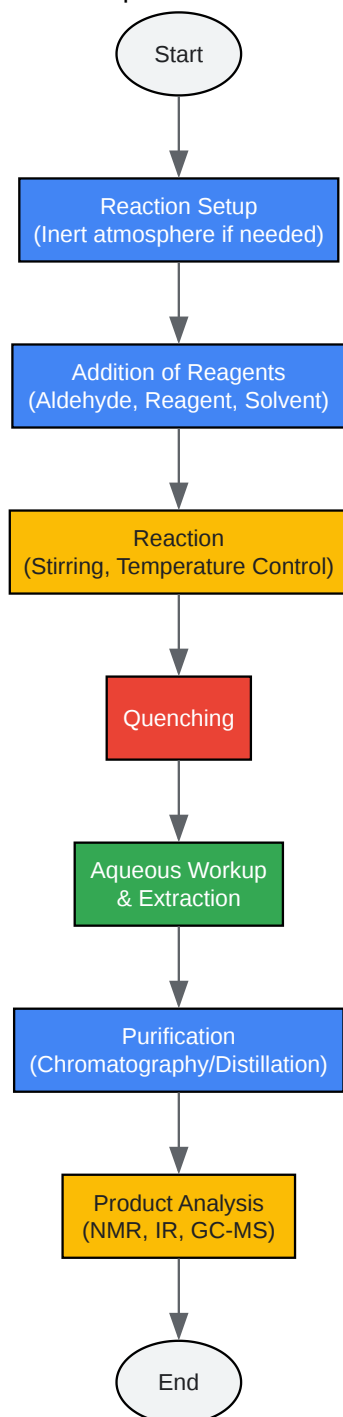 Start
Reaction Setup
(Inert atmosphere if needed)
Addition of Reagents
(Aldehyde, Reagent, Solvent)
Reaction
(Stirring, Temperature Control)
Quenching
Aqueous Workup
& Extraction
Purification
(Chromatography/Distillation)
Product Analysis
(NMR, IR, GC-MS)
End